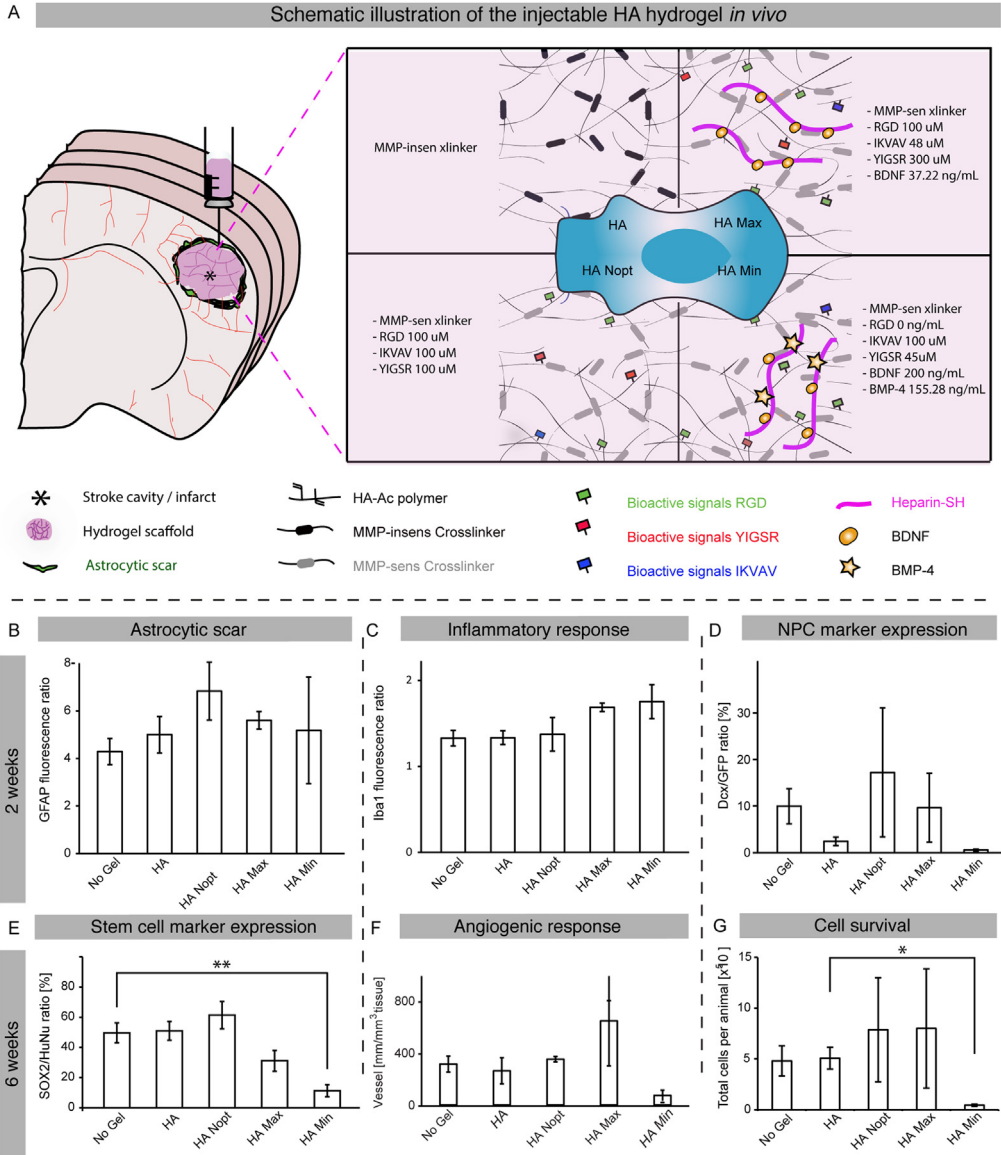 A
Schematic illustration of the injectable HA hydrogel in vivo
*
MMP-insen xlinker
- MMP-sen xlinker
- RGD 100 uM
- IKVAV 48 uM
- YIGSR 300 uM
- BDNF 37.22 ng/mL
HA
HA Max
HA Nopt
HA Min
- MMP-sen xlinker
- RGD 100 uM
- IKVAV 100 uM
- YIGSR 100 uM
- MMP-sen xlinker
- RGD 0 ng/mL
- IKVAV 100 uM
- YIGSR 45uM
- BDNF 200 ng/mL
- BMP-4 155.28 ng/mL
* Stroke cavity / infarct
Hydrogel scaffold
Astrocytic scar
HA-Ac polymer
MMP-insens Crosslinker
MMP-sens Crosslinker
Bioactive signals RGD
Bioactive signals YIGSR
Bioactive signals IKVAV
Heparin-SH
BDNF
BMP-4
2 weeks
B
Astrocytic scar
GFAP fluorescence ratio
8
6
4
2
0
No Gel
HA
HA Nopt
HA Max
HA Min
C
Inflammatory response
Iba1 fluorescence ratio
2
1
0
No Gel
HA
HA Nopt
HA Max
HA Min
D
NPC marker expression
Dcx/GFP ratio [%]
30
20
10
0
No Gel
HA
HA Nopt
HA Max
HA Min
6 weeks
E
Stem cell marker expression
SOX2/HuNu ratio [%]
80
60
40
20
0
**
No Gel
HA
HA Nopt
HA Max
HA Min
F
Angiogenic response
Vessel [mm/mm³tissue]
800
400
0
No Gel
HA
HA Nopt
HA Max
HA Min
G
Cell survival
Total cells per animal
15
10
5
0
*
No Gel
HA
HA Nopt
HA Max
HA Min